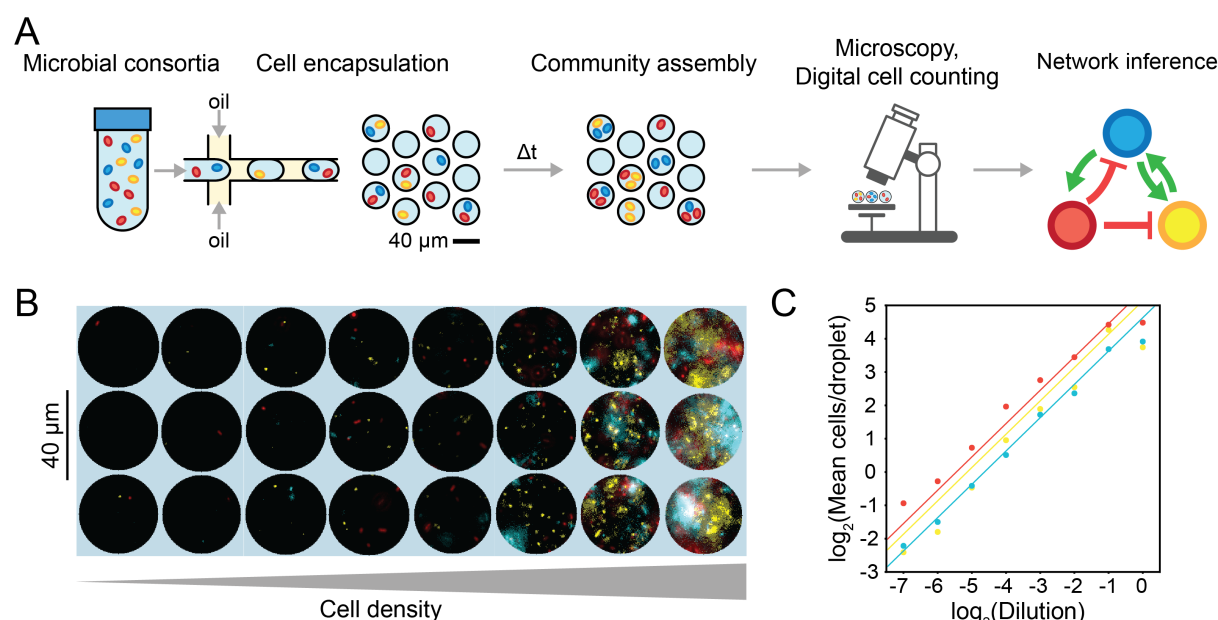 A
Microbial consortia
Cell encapsulation
Community assembly
Microscopy,
Digital cell counting
Network inference
oil
Δt
oil
40 µm
B
40 µm
Cell density
C
log2(Mean cells/droplet)
5
4
3
2
1
0
-1
-2
-3
-7 -6 -5 -4 -3 -2 -1 0
log2(Dilution)